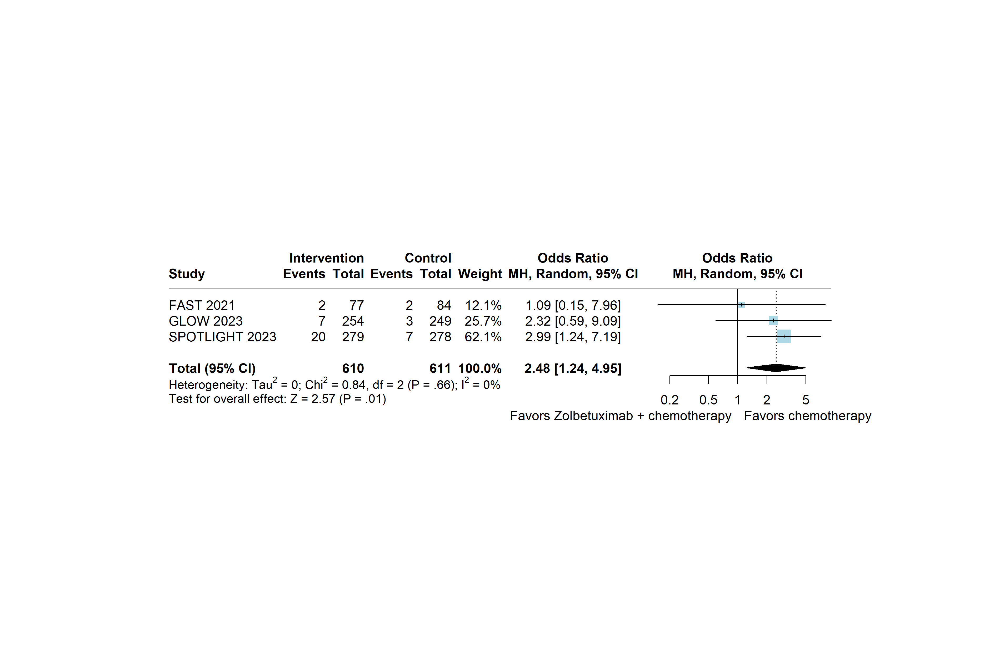 Intervention Control Odds Ratio Odds Ratio
Study Events Total Events Total Weight MH, Random, 95% CI MH, Random, 95% CI
FAST 2021 2 77 2 84 12.1% 1.09 [0.15, 7.96]
GLOW 2023 7 254 3 249 25.7% 2.32 [0.59, 9.09]
SPOTLIGHT 2023 20 279 7 278 62.1% 2.99 [1.24, 7.19]
Total (95% CI) 610 611 100.0% 2.48 [1.24, 4.95]
Heterogeneity: Tau² = 0; Chi² = 0.84, df = 2 (P = .66); I² = 0%
Test for overall effect: Z = 2.57 (P = .01)
0.2 0.5 1 2 5
Favors Zolbetuximab + chemotherapy Favors chemotherapy